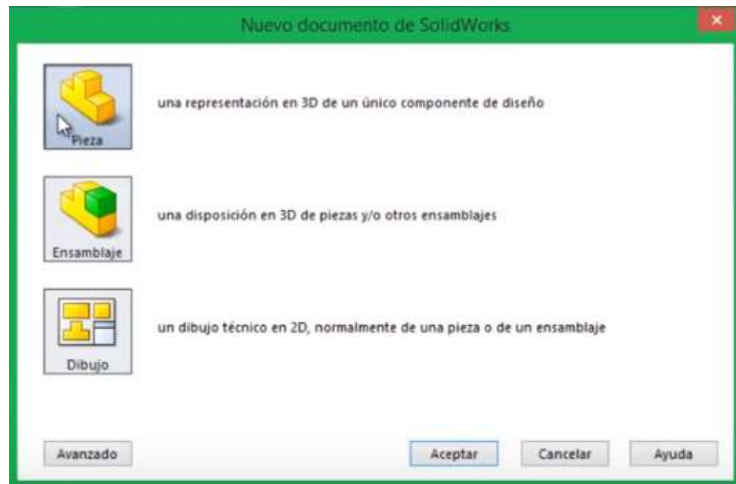 Nuevo documento de SolidWorks
una representación en 3D de un único componente de diseño
Pieza
una disposición en 3D de piezas y/o otros ensamblajes
Ensamblaje
un dibujo técnico en 2D, normalmente de una pieza o de un ensamblaje
Dibujo
Avanzado Aceptar Cancelar Ayuda